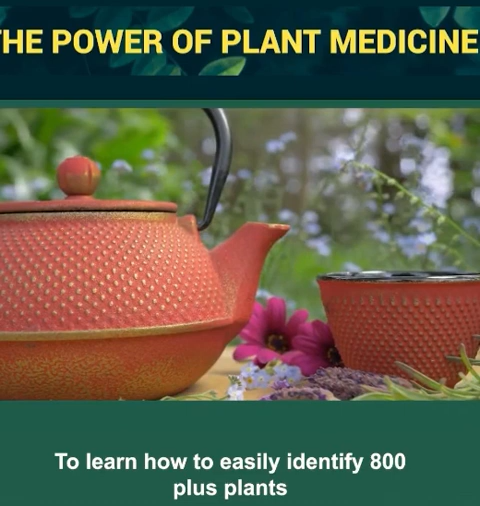 THE POWER OF PLANT MEDICINE
To learn how to easily identify 800
plus plants